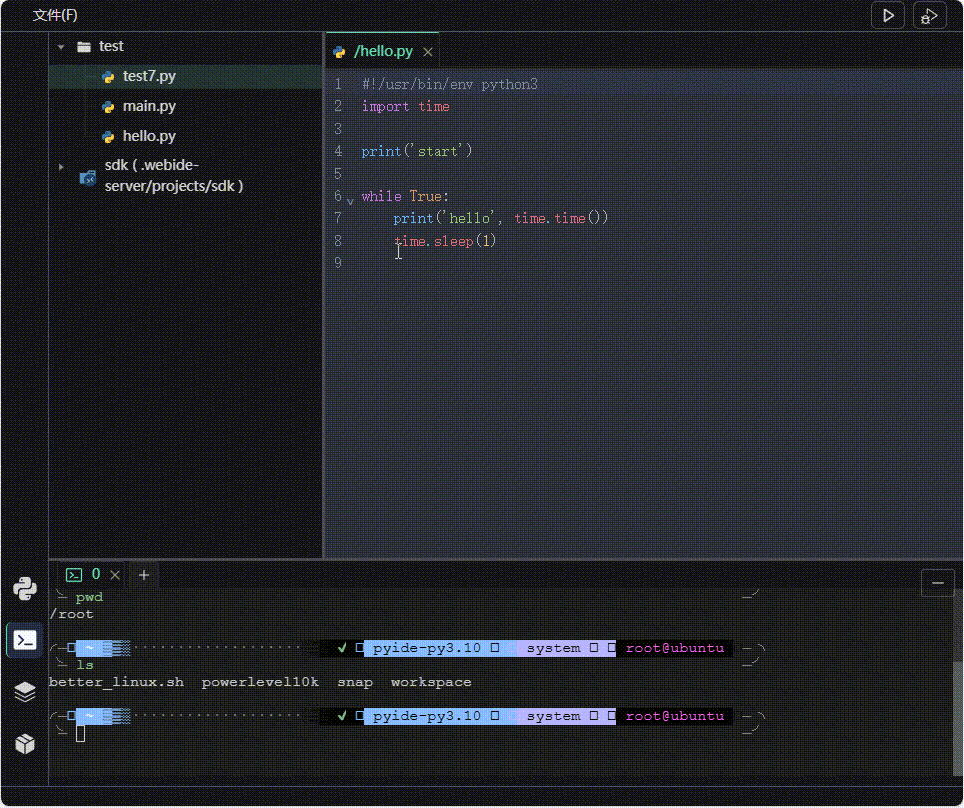 文件(F)
test
test7.py
main.py
hello.py
sdk ( .webide-
server/projects/sdk )
/hello.py
1 #!/usr/bin/env python3
2 import time
3
4 print('start')
5
6 while True:
7 print('hello', time.time())
8 time.sleep(1)
9
0
pwd
/root
~ pyide-py3.10 system root@ubuntu
ls
better_linux.sh powerlevel10k snap workspace
~ pyide-py3.10 system root@ubuntu